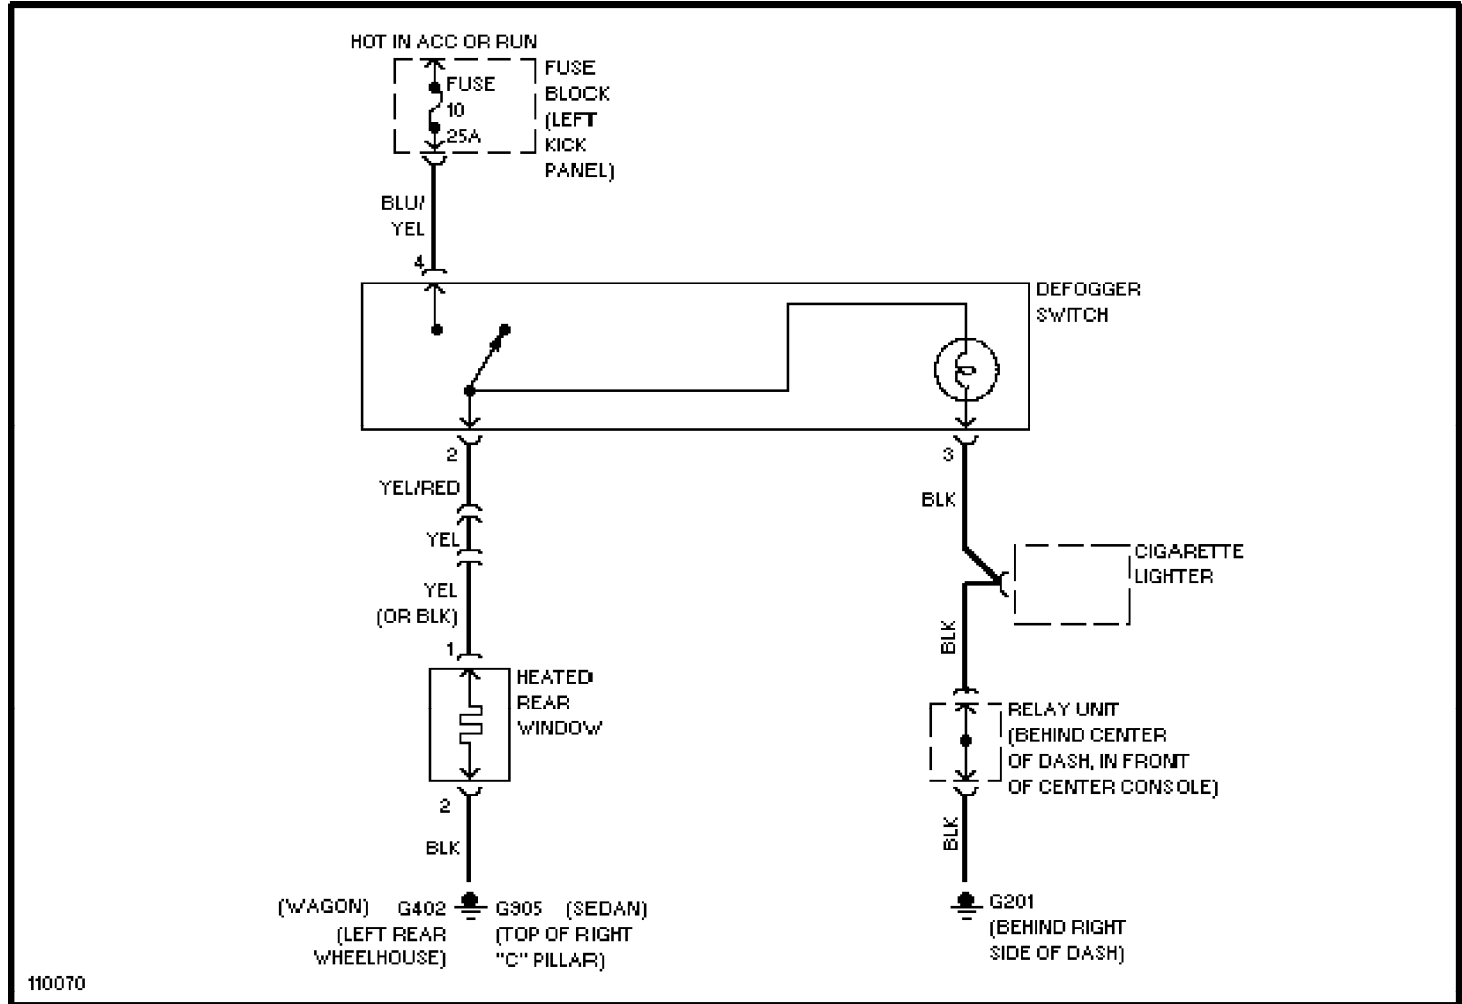 HOT IN ACC OR RUN
FUSE
10
25A
FUSE
BLOCK
(LEFT
KICK
PANEL)
BLU/
YEL
4
DEFOGGER
SWITCH
2
YEL/RED
YEL
YEL
(OR BLK)
1
HEATED
REAR
WINDOW
2
BLK
(WAGON) G402
(LEFT REAR
WHEELHOUSE)
G905 (SEDAN)
(TOP OF RIGHT
"C" PILLAR)
3
BLK
CIGARETTE
LIGHTER
BLK
RELAY UNIT
(BEHIND CENTER
OF DASH, IN FRONT
OF CENTER CONSOLE)
BLK
G201
(BEHIND RIGHT
SIDE OF DASH)
110070